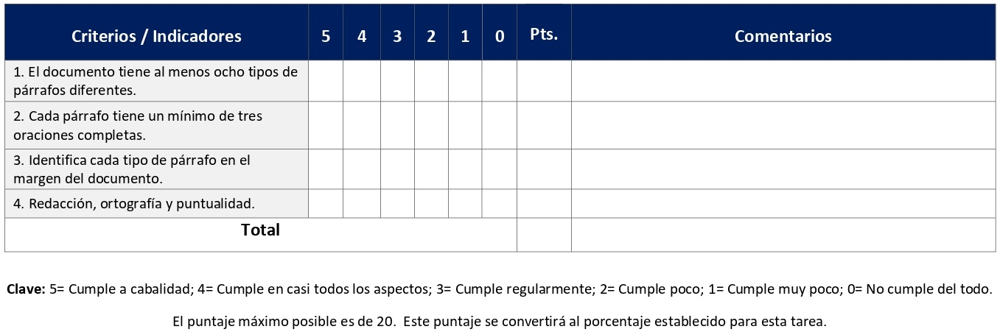 Criterios / Indicadores 5 4 3 2 1 0 Pts. Comentarios
1. El documento tiene al menos ocho tipos de
párrafos diferentes.
2. Cada párrafo tiene un mínimo de tres
oraciones completas.
3. Identifica cada tipo de párrafo en el
margen del documento.
4. Redacción, ortografía y puntualidad.
Total
Clave: 5= Cumple a cabalidad; 4= Cumple en casi todos los aspectos; 3= Cumple regularmente; 2= Cumple poco; 1= Cumple muy poco; 0= No cumple del todo.
El puntaje máximo posible es de 20. Este puntaje se convertirá al porcentaje establecido para esta tarea.